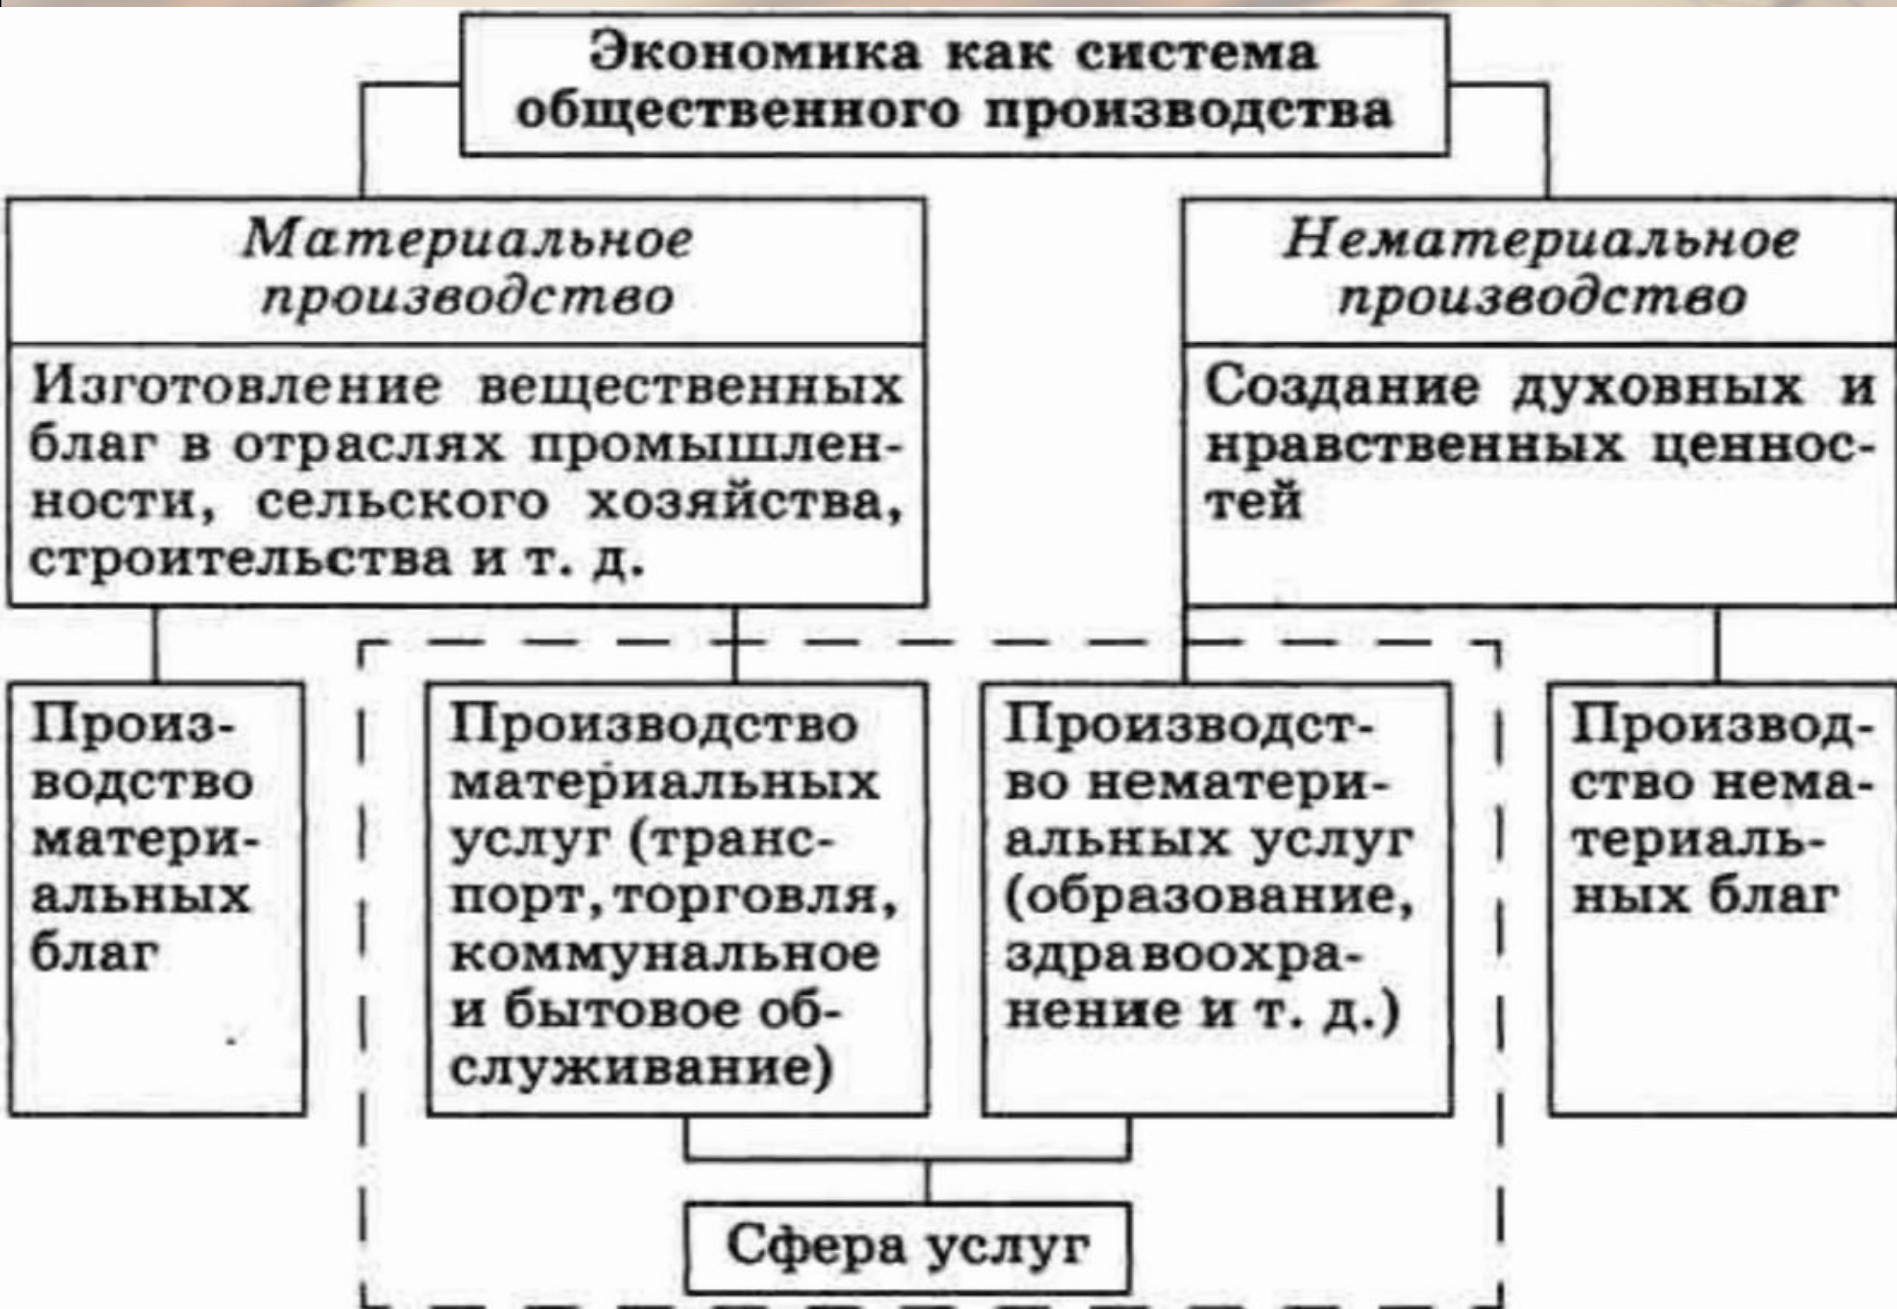 Экономика как система
общественного производства
Материальное
производство
Изготовление вещественных
благ в отраслях промышлен-
ности, сельского хозяйства,
строительства и т. д.
Нематериальное
производство
Создание духовных и
нравственных ценнос-
тей
Произ-
водство
матери-
альных
благ
Производство
материальных
услуг (транс-
порт, торговля,
коммунальное
и бытовое об-
служивание)
Производст-
во нематери-
альных услуг
(образование,
здравоохра-
нение и т. д.)
Производ-
ство нема-
териаль-
ных благ
Сфера услуг